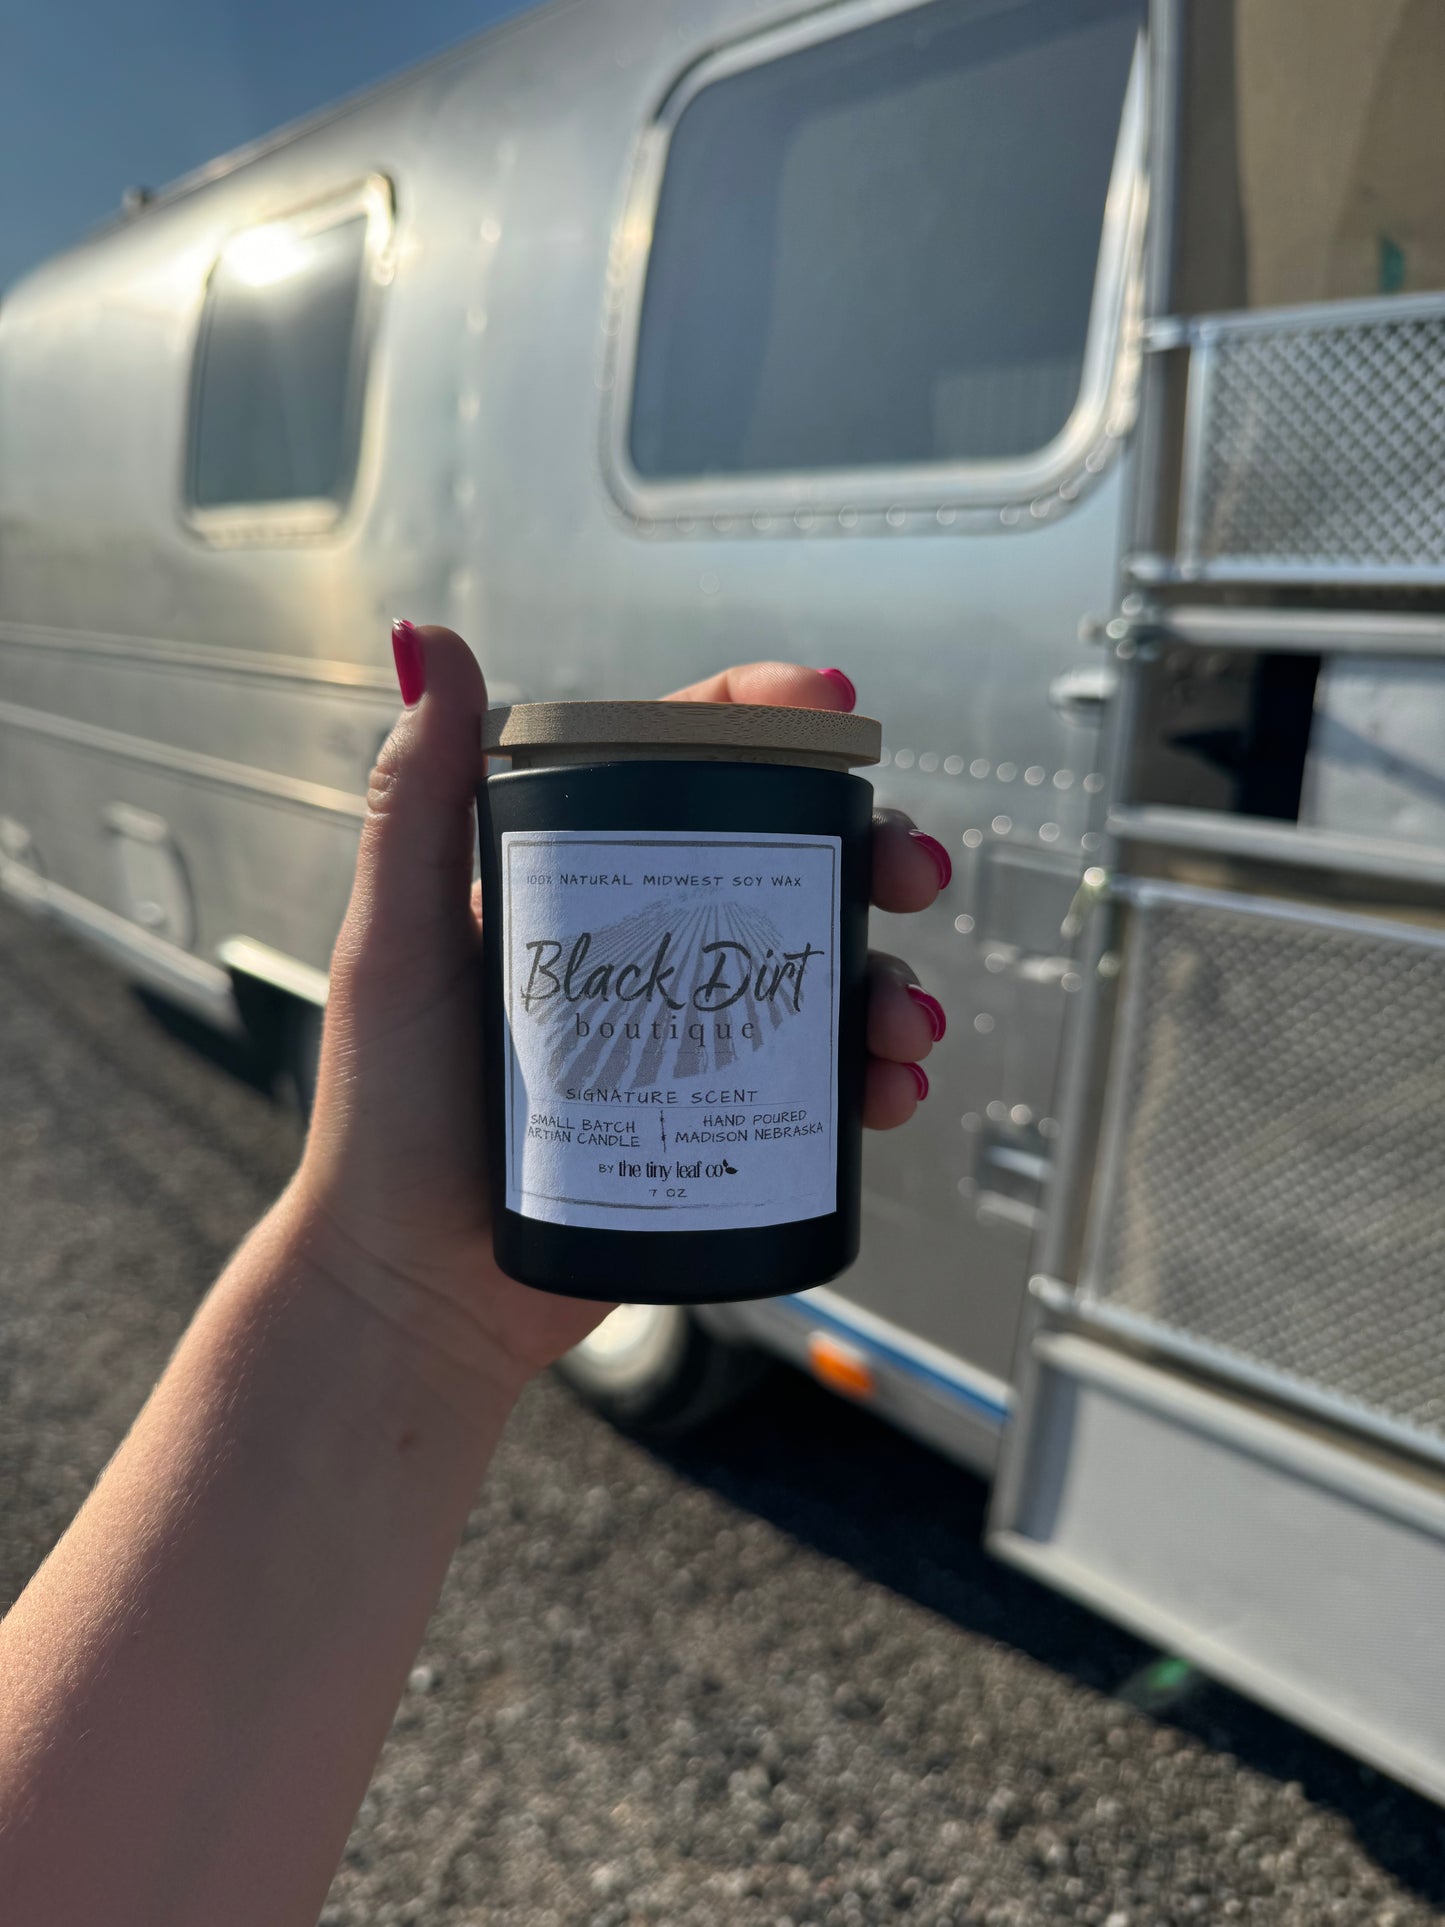 100% NATURAL MIDWEST SOY WAX
Black Dirt
boutique
SIGNATURE SCENT
SMALL BATCH
ARTIAN CANDLE
HAND POURED
MADISON NEBRASKA
BY the tiny leaf co
7 OZ